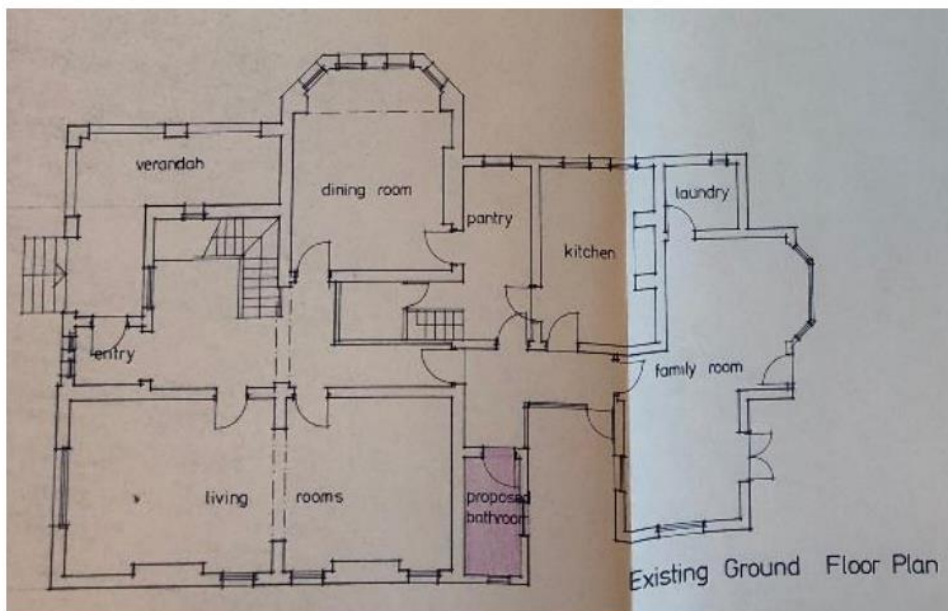 verandah
dining room
pantry
laundry
kitchen
entry
family room
living rooms
proposed
bathroom
Existing Ground Floor Plan